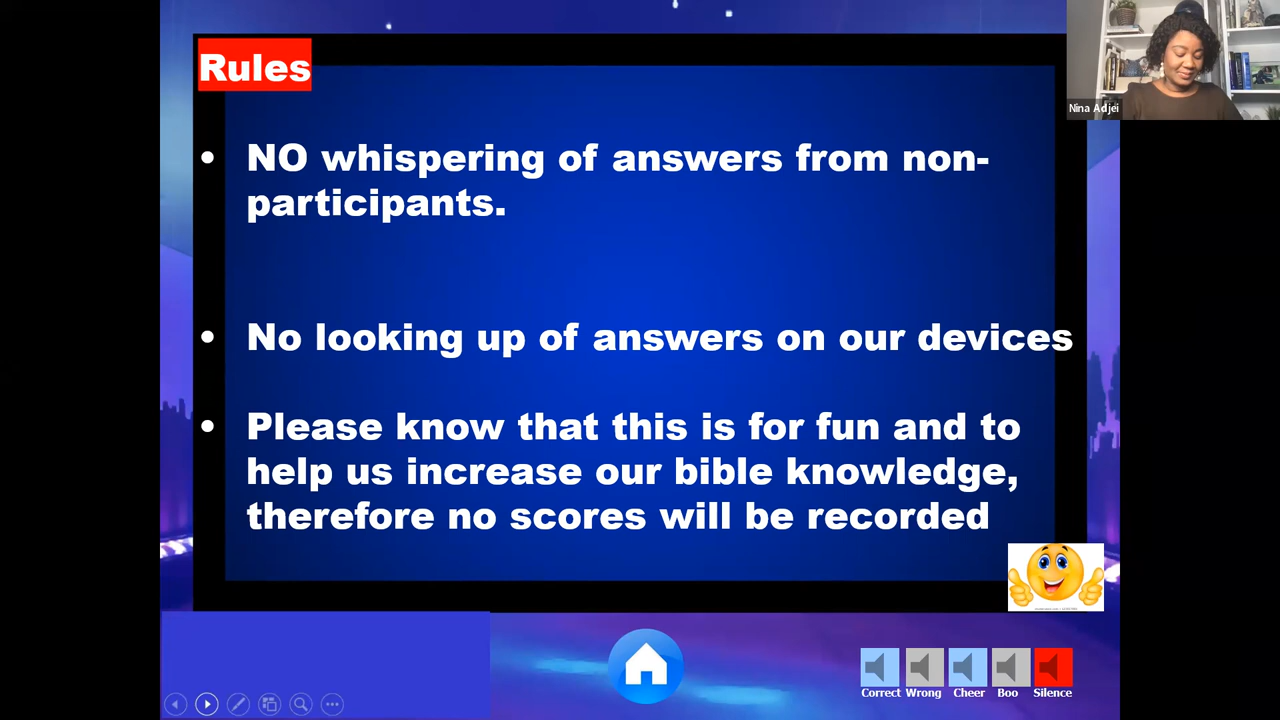 Rules
Nina Adjei
• NO whispering of answers from non-
participants.
• No looking up of answers on our devices
• Please know that this is for fun and to
help us increase our bible knowledge,
therefore no scores will be recorded
Correct Wrong Cheer Boo Silence